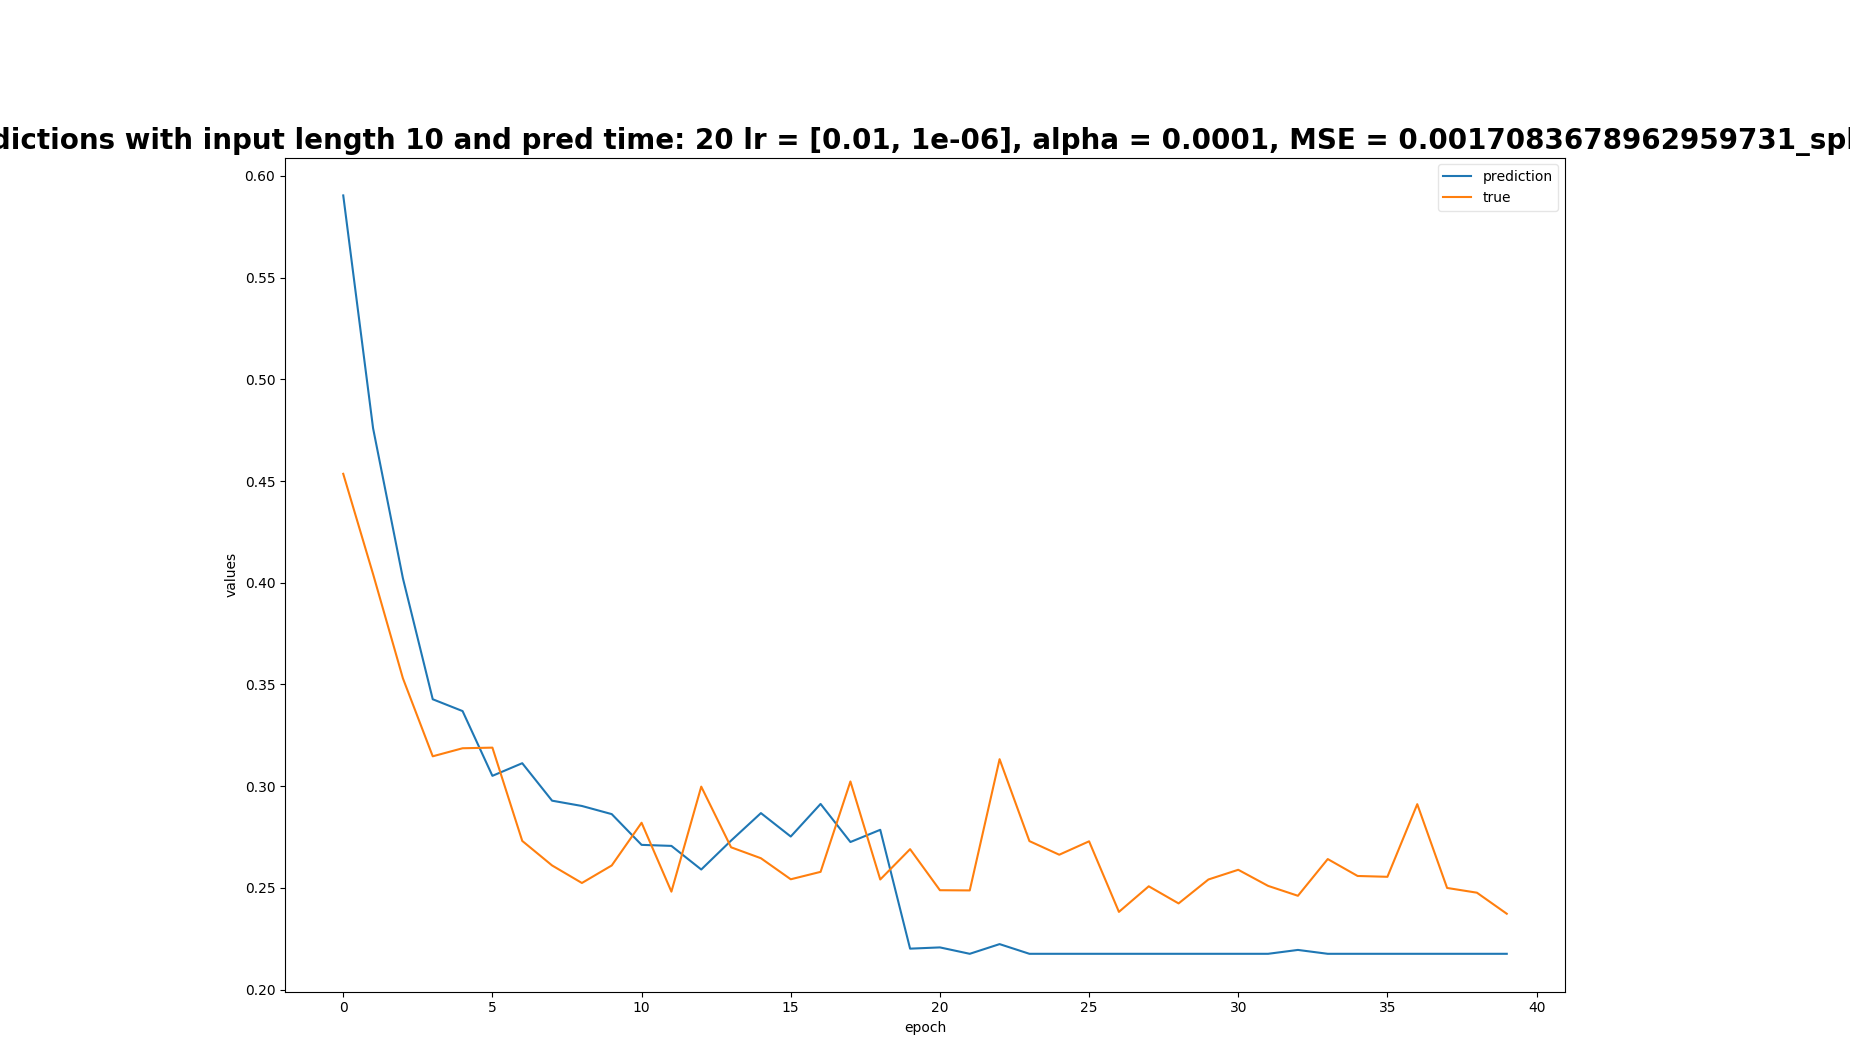 dictions with input length 10 and pred time: 20 lr = [0.01, 1e-06], alpha = 0.0001, MSE = 0.0017083678962959731_spl
prediction
true
0.60
0.55
0.50
0.45
0.40
0.35
0.30
0.25
0.20
values
0 5 10 15 20 25 30 35 40
epoch